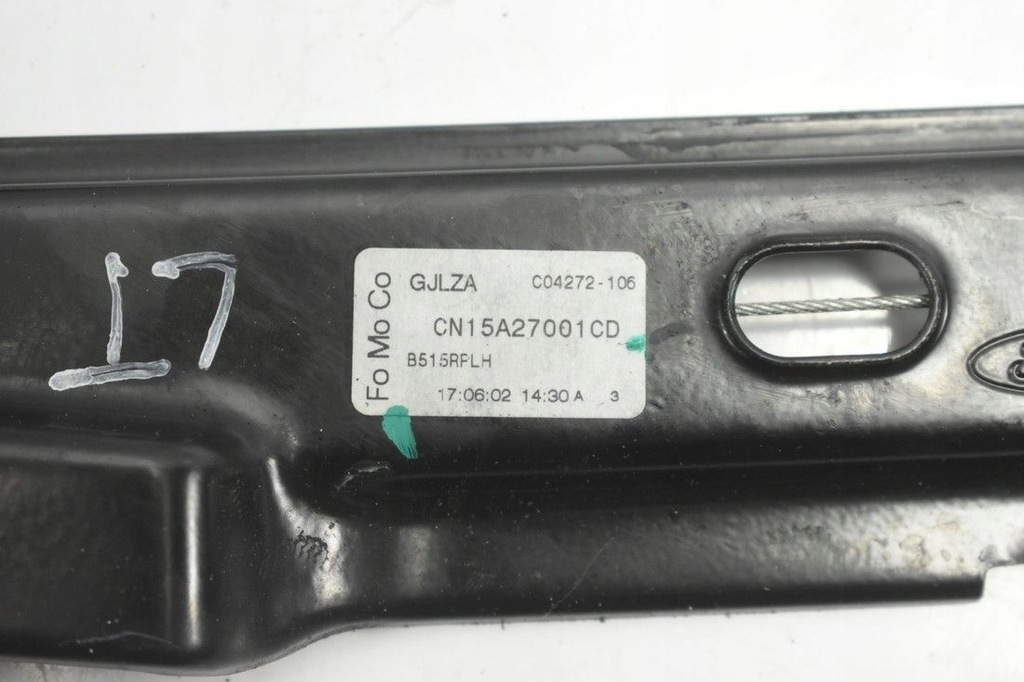 17
Fo Mo Co
GJLZA C04272-106
CN15A27001CD
B515RPLH
17:06:02 14:30 A 3